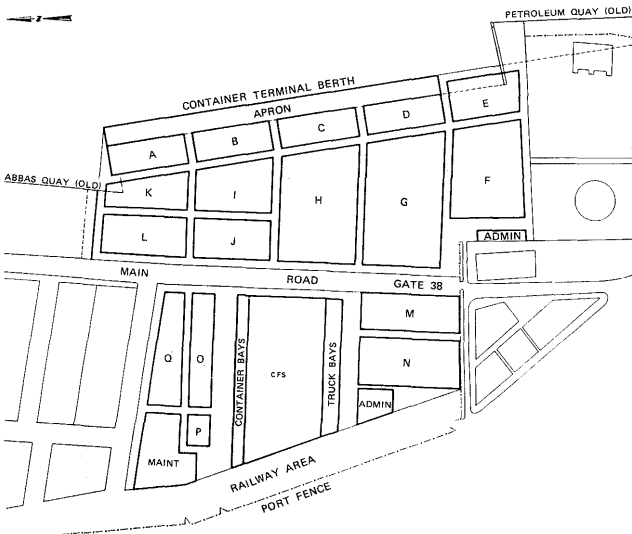 PETROLEUM QUAY (OLD)
Z
CONTAINER TERMINAL BERTH
APRON
A
B
C
D
E
ABBAS QUAY (OLD)
K
I
H
G
F
L
J
ADMIN
MAIN ROAD GATE 38
M
Q
O
CONTAINER BAYS
CFS
TRUCK BAYS
N
P
ADMIN
MAINT
RAILWAY AREA
PORT FENCE